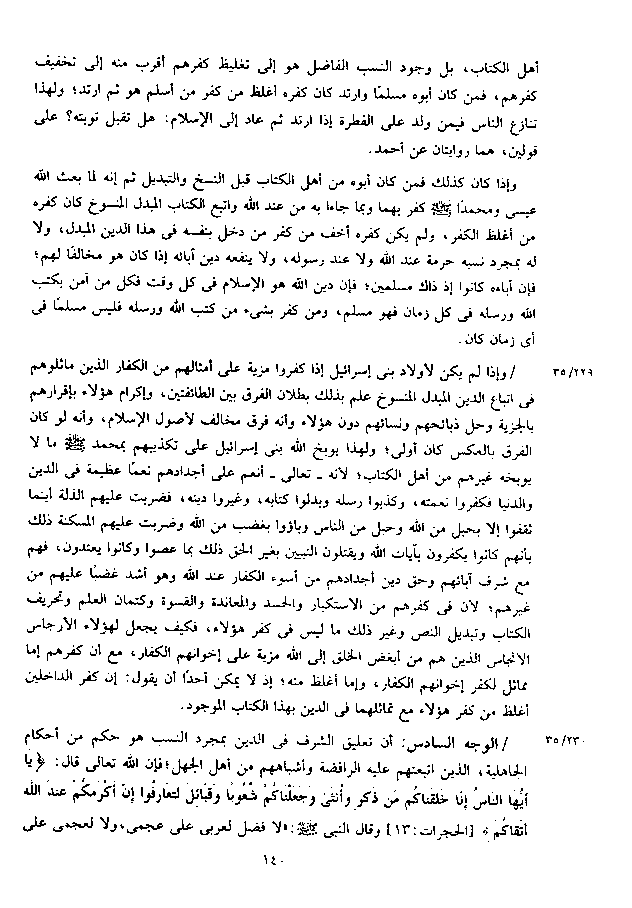 أهل الكتاب، بل وجود النسب الفاضل هو إلى تغليظ كفرهم أقرب منه إلى تخفيف
كفرهم، فمن كان أبوه مسلمًا وارتد كان كفره أغلظ من كفر من أسلم هو ثم ارتد؛ ولهذا
تنازع الناس فيمن ولد على الفطرة إذا ارتد ثم عاد إلى الإسلام: هل تقبل توبته؟ على
قولين، هما روايتان عن أحمد.
وإذا كان كذلك فمن كان أبوه من أهل الكتاب قبل النسخ والتبديل ثم إنه لما بعث الله
عيسى ومحمدًا ﷺ كفر بهما وبما جاءا به من عند الله واتبع الكتاب المبدل المنسوخ كان كفره
من أغلظ الكفر، ولم يكن كفره أخف من كفر من دخل بنفسه فى هذا الدين المبدل، ولا
له بمجرد نسبه حرمة عند الله ولا عند رسوله، ولا ينفعه دين آبائه إذا كان هو مخالفًا لهم؛
فإن آباءه كانوا إذ ذاك مسلمين؛ فإن دين الله هو الإسلام فى كل وقت فكل من آمن بكتب
الله ورسله فى كل زمان فهو مسلم، ومن كفر بشىء من كتب الله ورسله فليس مسلمًا فى
أى زمان كان.
٣٥/٢٢٩ / وإذا لم يكن لأولاد بنى إسرائيل إذا كفروا مزية على أمثالهم من الكفار الذين ماثلوهم
فى اتباع الدين المبدل المنسوخ علم بذلك بطلان الفرق بين الطائفتين، وإكرام هؤلاء بإقرارهم
بالجزية وحل ذبائحهم ونسائهم دون هؤلاء وأنه فرق مخالف لأصول الإسلام، وأنه لو كان
الفرق بالعكس كان أولى؛ ولهذا يوبخ الله بنى إسرائيل على تكذيبهم بمحمد ﷺ ما لا
يوبخه غيرهم من أهل الكتاب؛ لأنه ـ تعالى ـ أنعم على أجدادهم نعمًا عظيمة فى الدين
والدنيا فكفروا نعمته، وكذبوا رسله وبدلوا كتابه، وغيروا دينه، فضربت عليهم الذلة أينما
ثقفوا إلا بحبل من الله وحبل من الناس وباؤوا بغضب من الله وضربت عليهم المسكنة ذلك
بأنهم كانوا يكفرون بآيات الله ويقتلون النبيين بغير الحق ذلك بما عصوا وكانوا يعتدون، فهم
مع شرف آبائهم وحق دين أجدادهم من أسوء الكفار عند الله وهو أشد غضبًا عليهم من
غيرهم؛ لأن فى كفرهم من الاستكبار والحسد والمعاندة والقسوة وكتمان العلم وتحريف
الكتاب وتبديل النص وغير ذلك ما ليس فى كفر هؤلاء، فكيف يجعل لهؤلاء الأرجاس
الأنجاس الذين هم من أبغض الخلق إلى الله مزية على إخوانهم الكفار، مع أن كفرهم إما
مماثل لكفر إخوانهم الكفار، وإما أغلظ منه؛ إذ لا يمكن أحدًا أن يقول: إن كفر الداخلين
أغلظ من كفر هؤلاء مع تماثلهما فى الدين بهذا الكتاب الموجود.
٣٥/٢٣٠ / الوجه السادس: أن تعليق الشرف فى الدين بمجرد النسب هو حكم من أحكام
الجاهلية، الذين اتبعتهم عليه الرافضة وأشباههم من أهل الجهل؛ فإن الله تعالى قال: ﴿يَا
أَيُّهَا النَّاسُ إِنَّا خَلَقْنَاكُم مِّن ذَكَرٍ وَأُنثَىٰ وَجَعَلْنَاكُمْ شُعُوبًا وَقَبَائِلَ لِتَعَارَفُوا إِنَّ أَكْرَمَكُمْ عِندَ اللَّهِ
أَتْقَاكُمْ﴾ [الحجرات: ١٣] وقال النبى ﷺ: «لا فضل لعربى على عجمى، ولا لعجمى على
١٤٠